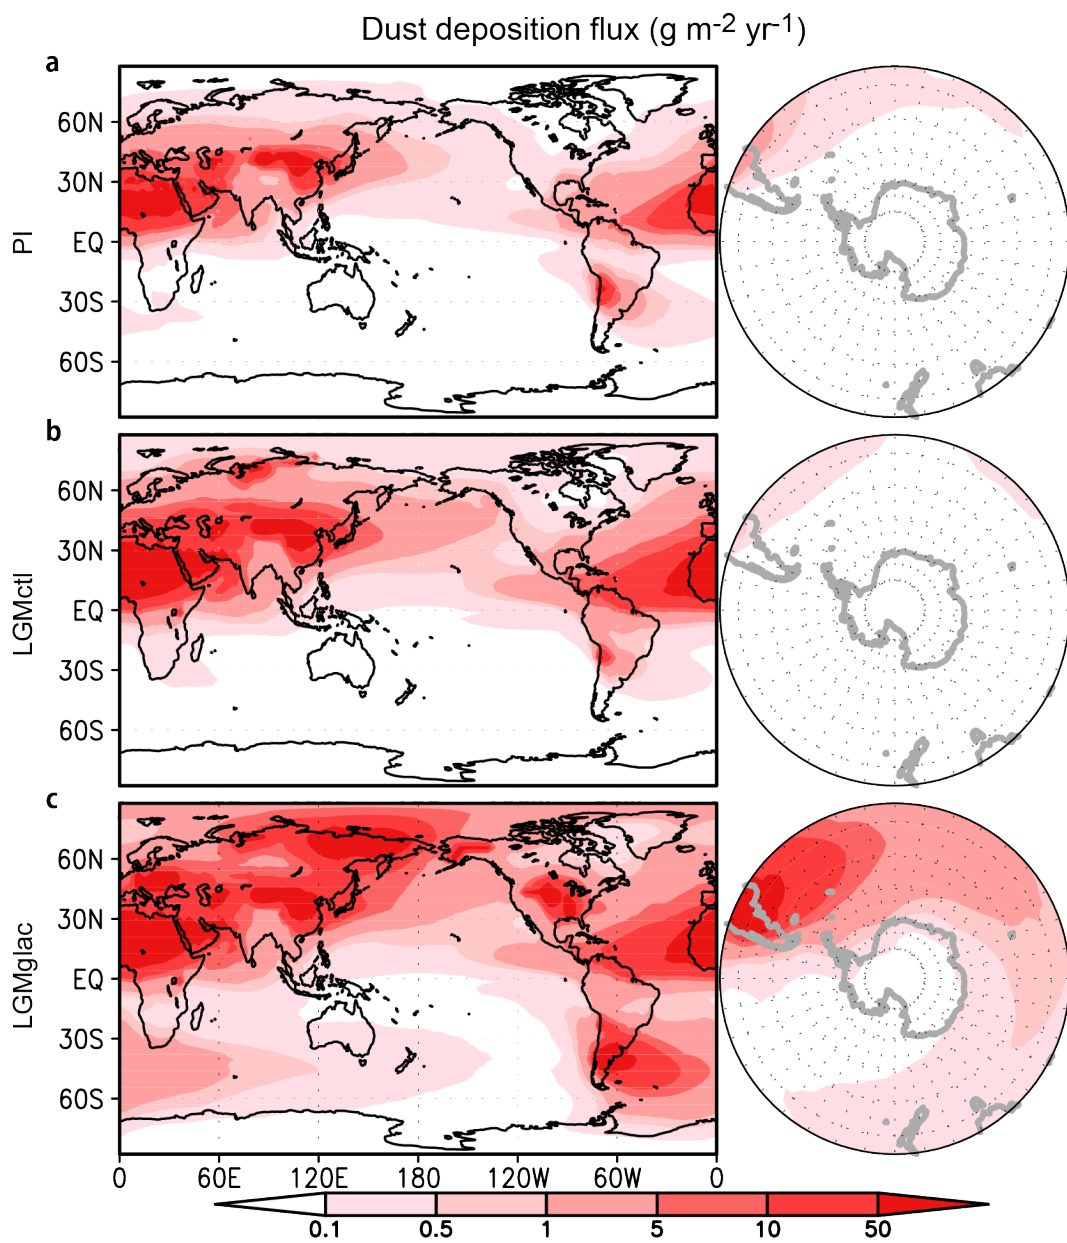 Dust deposition flux (g m-2 yr-1)
a
60N
30N
EQ
30S
60S
PI
b
60N
30N
EQ
30S
60S
LGMctl
c
60N
30N
EQ
30S
60S
LGMglac
0 60E 120E 180 120W 60W 0
0.1 0.5 1 5 10 50